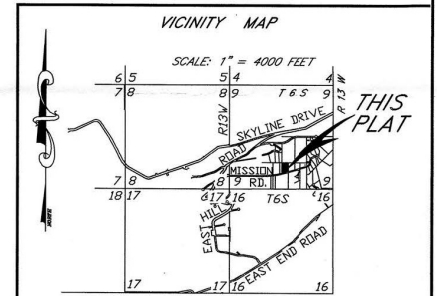 VICINITY MAP
SCALE: 1" = 4000 FEET
6 5 5 4 4
7 8 8 9 T 6 S 9
R 13 W
R13W
THIS
PLAT
SKYLINE DRIVE
ROAD
MISSION
RD.
7 8 8 9 9
18 17 17 16 T6S 16
EAST HILL
EAST END ROAD
17 17 16 16